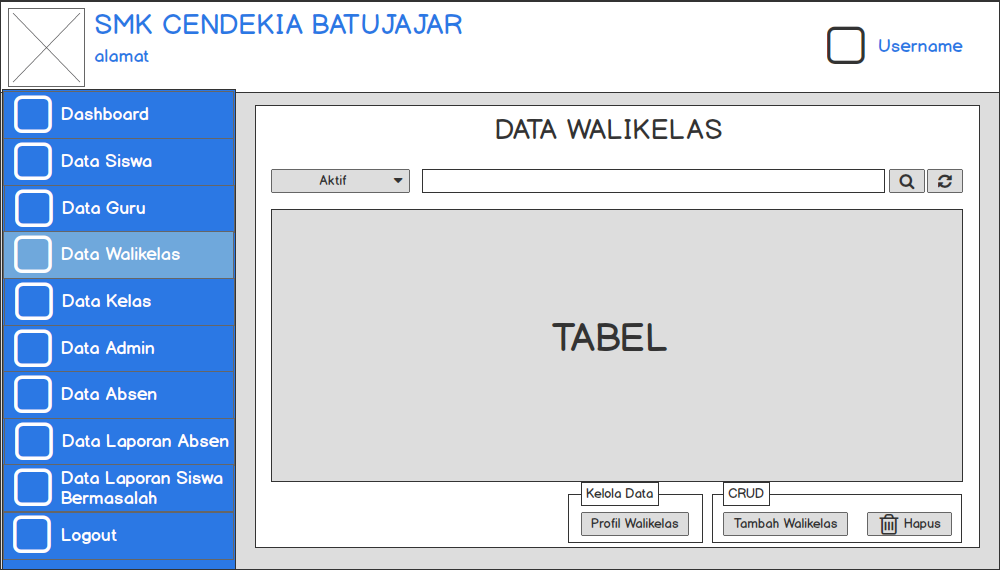 SMK CENDEKIA BATUJAJAR
alamat
Username
Dashboard
Data Siswa
Data Guru
Data Walikelas
Data Kelas
Data Admin
Data Absen
Data Laporan Absen
Data Laporan Siswa
Bermasalah
Logout
DATA WALIKELAS
Aktif
TABEL
Kelola Data
Profil Walikelas
CRUD
Tambah Walikelas
Hapus